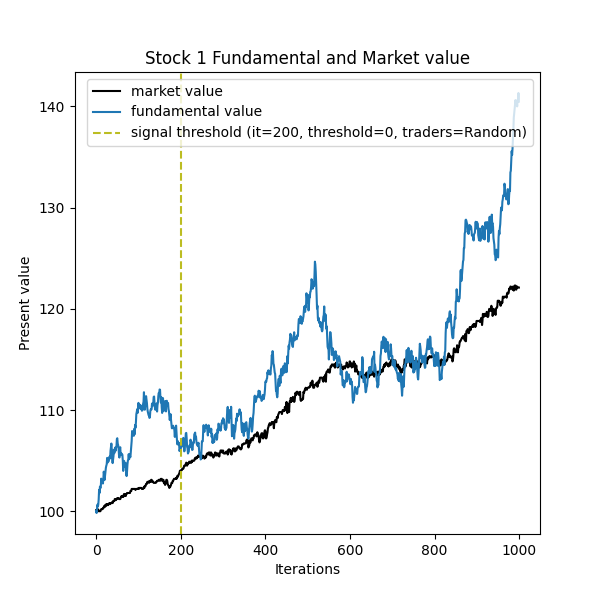 Stock 1 Fundamental and Market value
market value
fundamental value
signal threshold (it=200, threshold=0, traders=Random)
140
130
120
110
100
Present value
0 200 400 600 800 1000
Iterations